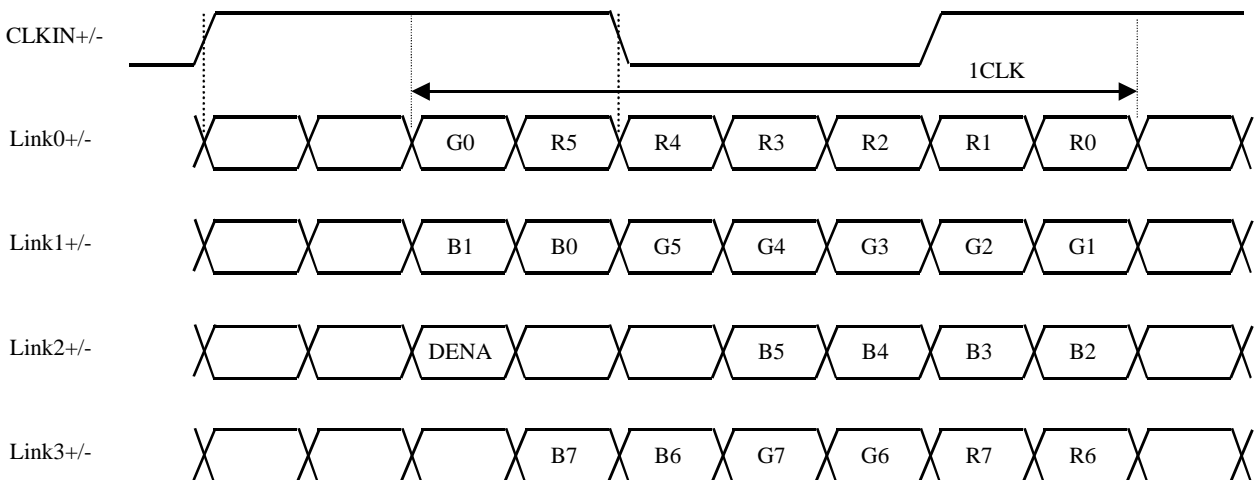 CLKIN+/-
1CLK
Link0+/- G0 R5 R4 R3 R2 R1 R0
Link1+/- B1 B0 G5 G4 G3 G2 G1
Link2+/- DENA B5 B4 B3 B2
Link3+/- B7 B6 G7 G6 R7 R6